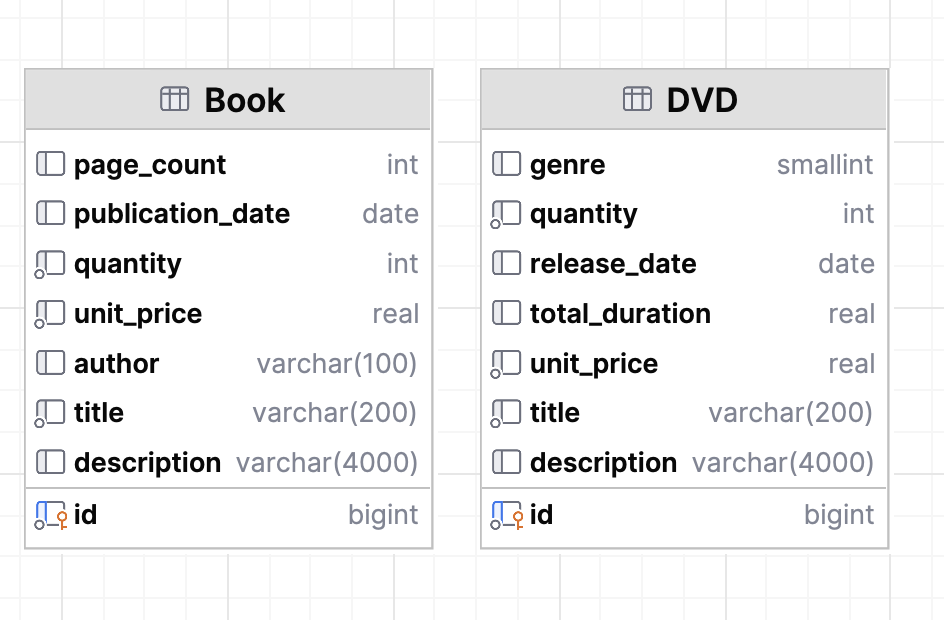 Book
page_count int
publication_date date
quantity int
unit_price real
author varchar(100)
title varchar(200)
description varchar(4000)
id bigint
DVD
genre smallint
quantity int
release_date date
total_duration real
unit_price real
title varchar(200)
description varchar(4000)
id bigint